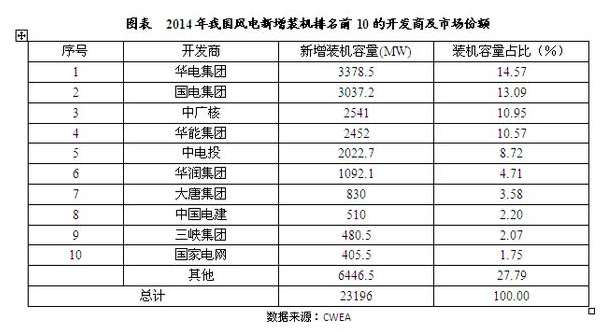 图表 2014年我国风电新增装机排名前10的开发商及市场份额
序号 开发商 新增装机容量(MW) 装机容量占比（%）
1 华电集团 3378.5 14.57
2 国电集团 3037.2 13.09
3 中广核 2541 10.95
4 华能集团 2452 10.57
5 中电投 2022.7 8.72
6 华润集团 1092.1 4.71
7 大唐集团 830 3.58
8 中国电建 510 2.20
9 三峡集团 480.5 2.07
10 国家电网 405.5 1.75
其他 6446.5 27.79
总计 23196 100.00
数据来源：CWEA